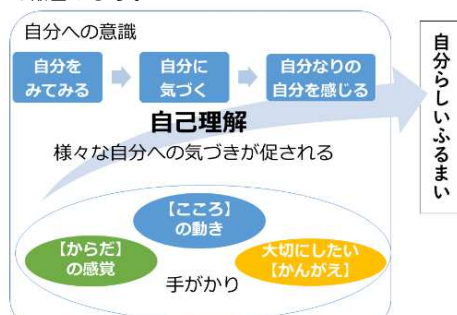 自分への意識
自分を
みてみる
自分に
気づく
自分なりの
自分を感じる
自己理解
様々な自分への気づきが促される
【こころ】
の動き
【からだ】
の感覚
大切にしたい
【かんがえ】
手がかり
自分らしいふるまい